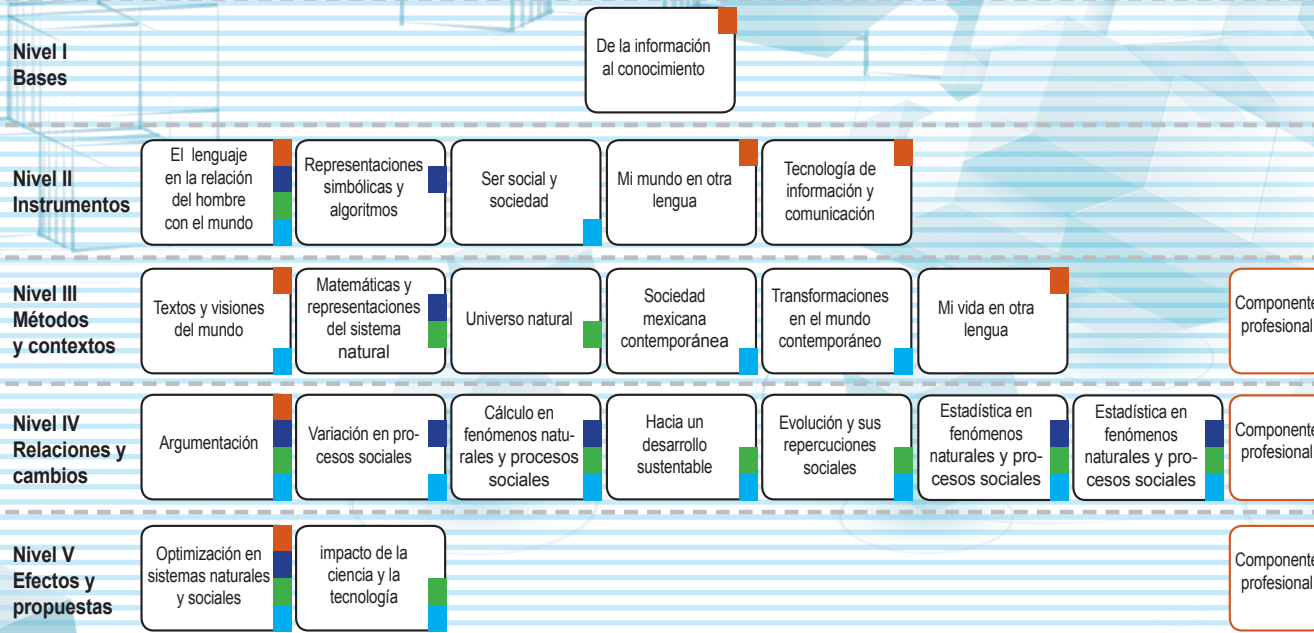 Nivel I
Bases
De la información
al conocimiento
Nivel II
Instrumentos
El lenguaje
en la relación
del hombre
con el mundo
Representaciones
simbólicas y
algoritmos
Ser social y
sociedad
Mi mundo en otra
lengua
Tecnología de
información y
comunicación
Nivel III
Métodos
y contextos
Textos y visiones
del mundo
Matemáticas y
representaciones
del sistema
natural
Universo natural
Sociedad
mexicana
contemporánea
Transformaciones
en el mundo
contemporáneo
Mi vida en otra
lengua
Componente
profesional
Nivel IV
Relaciones y
cambios
Argumentación
Variación en pro-
cesos sociales
Cálculo en
fenómenos natu-
rales y procesos
sociales
Hacia un
desarrollo
sustentable
Evolución y sus
repercuciones
sociales
Estadística en
fenómenos
naturales y pro-
cesos sociales
Estadística en
fenómenos
naturales y pro-
cesos sociales
Componente
profesional
Nivel V
Efectos y
propuestas
Optimización en
sistemas naturales
y sociales
impacto de la
ciencia y la
tecnología
Componente
profesional